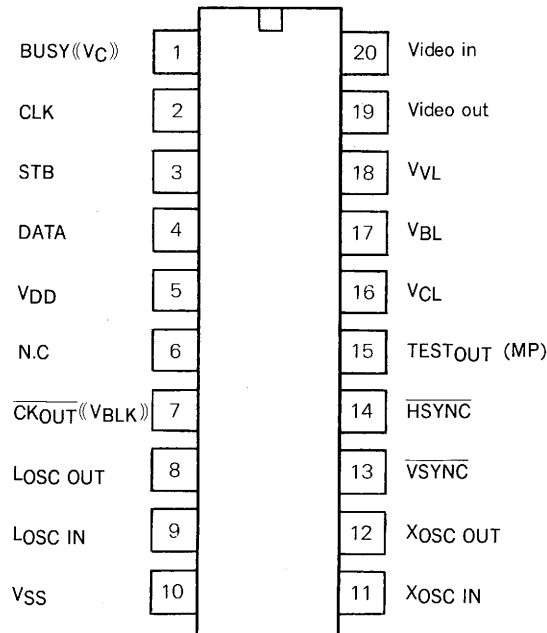 BUSY((VC)) 1 20 Video in
CLK 2 19 Video out
STB 3 18 VVL
DATA 4 17 VBL
VDD 5 16 VCL
N.C 6 15 TESTOUT (MP)
CKOUT((VBLK)) 7 14 HSYNC
LOSC OUT 8 13 VSYNC
LOSC IN 9 12 XOSC OUT
VSS 10 11 XOSC IN